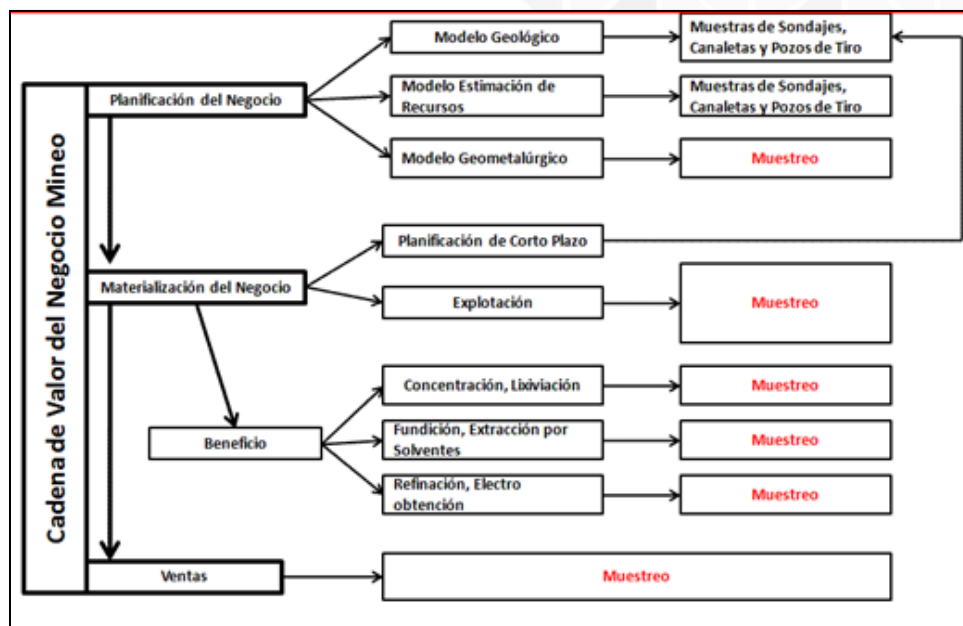 Cadena de Valor del Negocio Mineo
Planificación del Negocio
Modelo Geológico
Muestras de Sondajes,
Canaletas y Pozos de Tiro
Modelo Estimación de
Recursos
Muestras de Sondajes,
Canaletas y Pozos de Tiro
Modelo Geometalúrgico
Muestreo
Materialización del Negocio
Planificación de Corto Plazo
Explotación
Muestreo
Beneficio
Concentración, Lixiviación
Muestreo
Fundición, Extracción por
Solventes
Muestreo
Refinación, Electro
obtención
Muestreo
Ventas
Muestreo